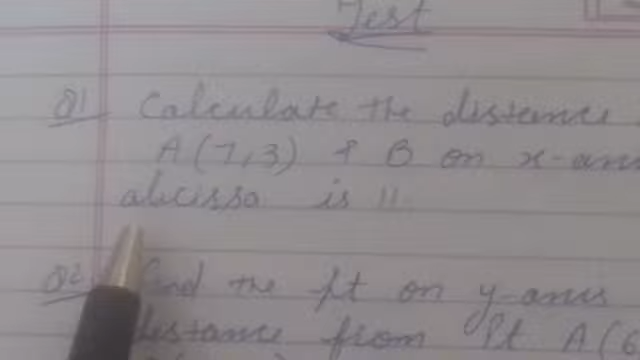 Test
Q1 Calculate the distance
A(7,3) & B on x-axis
abcissa is 11
Q2 Find the pt on y-axis
distance from Pt A(6